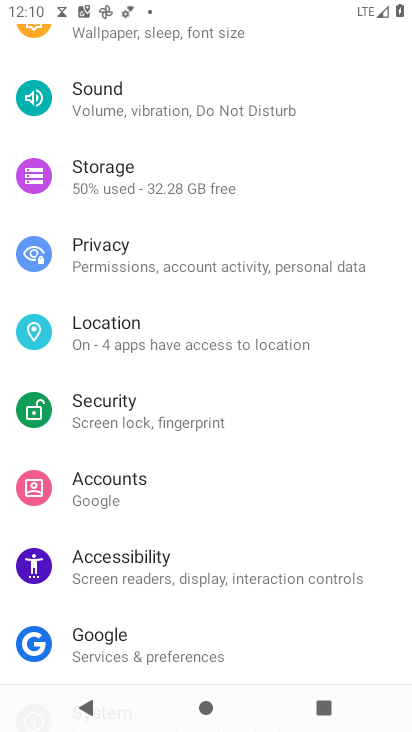 12:10
LTE
Wallpaper, sleep, font size
Sound
Volume, vibration, Do Not Disturb
Storage
50% used - 32.28 GB free
Privacy
Permissions, account activity, personal data
Location
On - 4 apps have access to location
Security
Screen lock, fingerprint
Accounts
Google
Accessibility
Screen readers, display, interaction controls
Google
Services & preferences
System